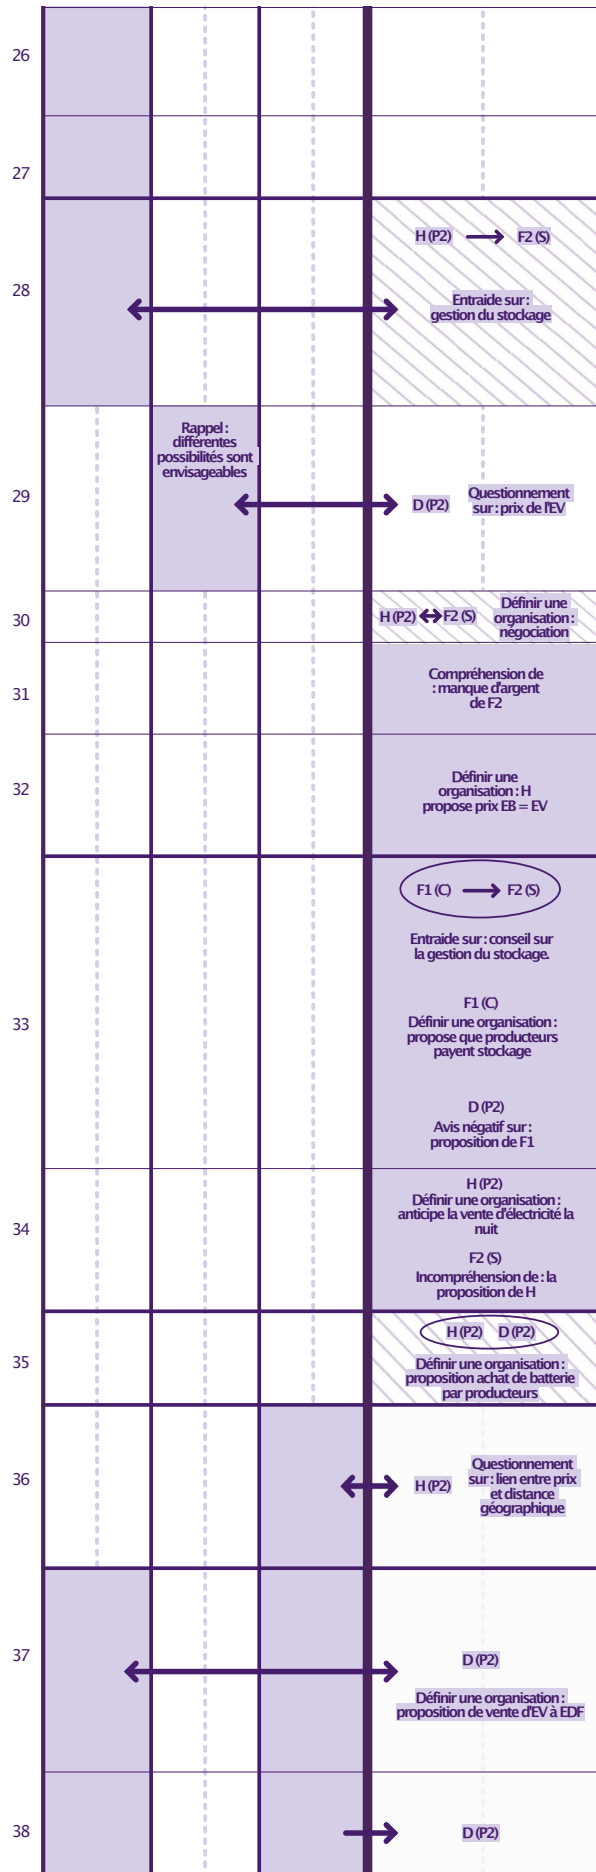 26
27
H (P2) F2 (S)
28
Entraide sur :
gestion du stockage
Rappel :
différentes
possibilités sont
envisageables
29
D (P2)
Questionnement
sur : prix de l'EV
30
H (P2) F2 (S)
Définir une
organisation :
négociation
31
Compréhension de
: manque d'argent
de F2
32
Définir une
organisation : H
propose prix EB = EV
F1 (C) F2 (S)
Entraide sur : conseil sur
la gestion du stockage.
33
F1 (C)
Définir une organisation :
propose que producteurs
payent stockage
D (P2)
Avis négatif sur :
proposition de F1
34
H (P2)
Définir une organisation :
anticipe la vente d'électricité la
nuit
F2 (S)
Incompréhension de : la
proposition de H
35
H (P2) D (P2)
Définir une organisation :
proposition achat de batterie
par producteurs
36
H (P2)
Questionnement
sur : lien entre prix
et distance
géographique
37
D (P2)
Définir une organisation :
proposition de vente d'EV à EDF
38
D (P2)